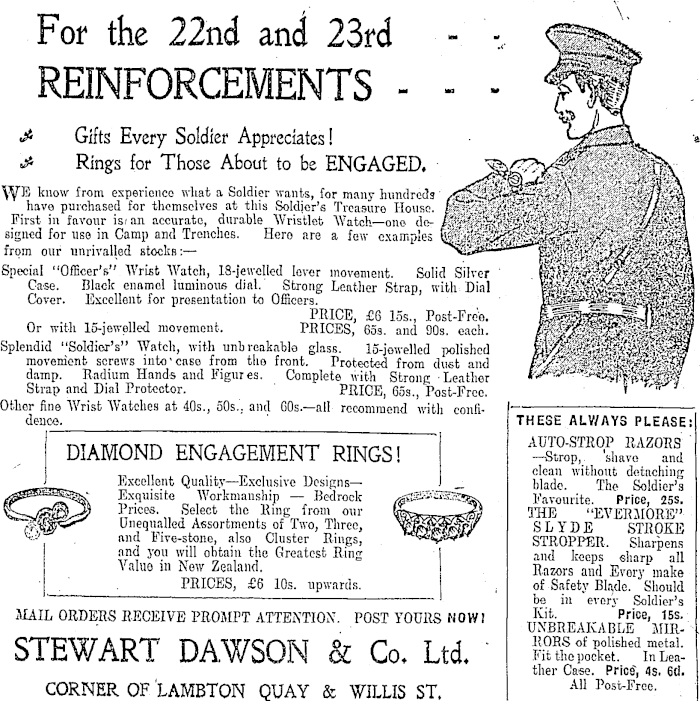 For the 22nd and 23rd - -
REINFORCEMENTS - - -
Gifts Every Soldier Appreciates!
Rings for Those About to be ENGAGED.
WE know from experience what a Soldier wants, for many hundreds
have purchased for themselves at this Soldier's Treasure House.
First in favour is an accurate, durable Wristlet Watch—one de-
signed for use in Camp and Trenches. Here are a few examples
from our unrivalled stocks:—
Special "Officer's" Wrist Watch, 18-jewelled lever movement. Solid Silver
Case. Black enamel luminous dial. Strong Leather Strap, with Dial
Cover. Excellent for presentation to Officers.
PRICE, £6 15s., Post-Free.
Or with 15-jewelled movement. PRICES, 65s. and 90s. each.
Splendid "Soldier's" Watch, with unbreakable glass. 15-jewelled polished
movement screws into case from the front. Protected from dust and
damp. Radium Hands and Figures. Complete with Strong Leather
Strap and Dial Protector. PRICE, 65s., Post-Free.
Other fine Wrist Watches at 40s., 50s., and 60s.—all recommend with confi-
dence.
DIAMOND ENGAGEMENT RINGS!
Excellent Quality—Exclusive Designs—
Exquisite Workmanship — Bedrock
Prices. Select the Ring from our
Unequalled Assortments of Two, Three,
and Five-stone, also Cluster Rings,
and you will obtain the Greatest Ring
Value in New Zealand.
PRICES, £6 10s. upwards.
MAIL ORDERS RECEIVE PROMPT ATTENTION. POST YOURS NOW!
STEWART DAWSON & Co. Ltd.
CORNER OF LAMBTON QUAY & WILLIS ST.
THESE ALWAYS PLEASE:
AUTO-STROP RAZORS
—Strop, shave and
clean without detaching
blade. The Soldier's
Favourite. Price, 25s.
THE "EVERMORE"
SLYDE STROKE
STROPPER. Sharpens
and keeps sharp all
Razors and Every make
of Safety Blade. Should
be in every Soldier's
Kit. Price, 15s.
UNBREAKABLE MIR-
RORS of polished metal.
Fit the pocket. In Lea-
ther Case. Price, 4s. 6d.
All Post-Free.